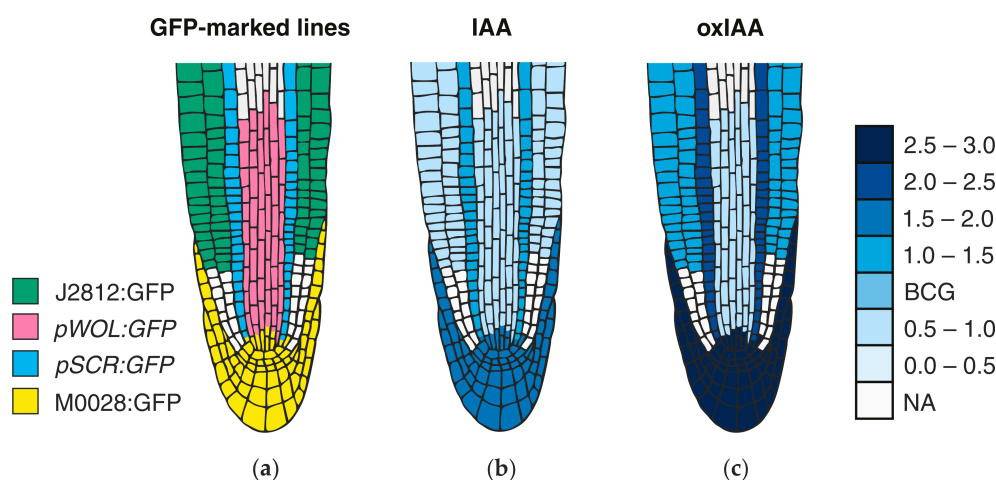 GFP-marked lines
IAA
oxIAA
J2812:GFP
pWOL:GFP
pSCR:GFP
M0028:GFP
2.5 – 3.0
2.0 – 2.5
1.5 – 2.0
1.0 – 1.5
BCG
0.5 – 1.0
0.0 – 0.5
NA
(a)
(b)
(c)